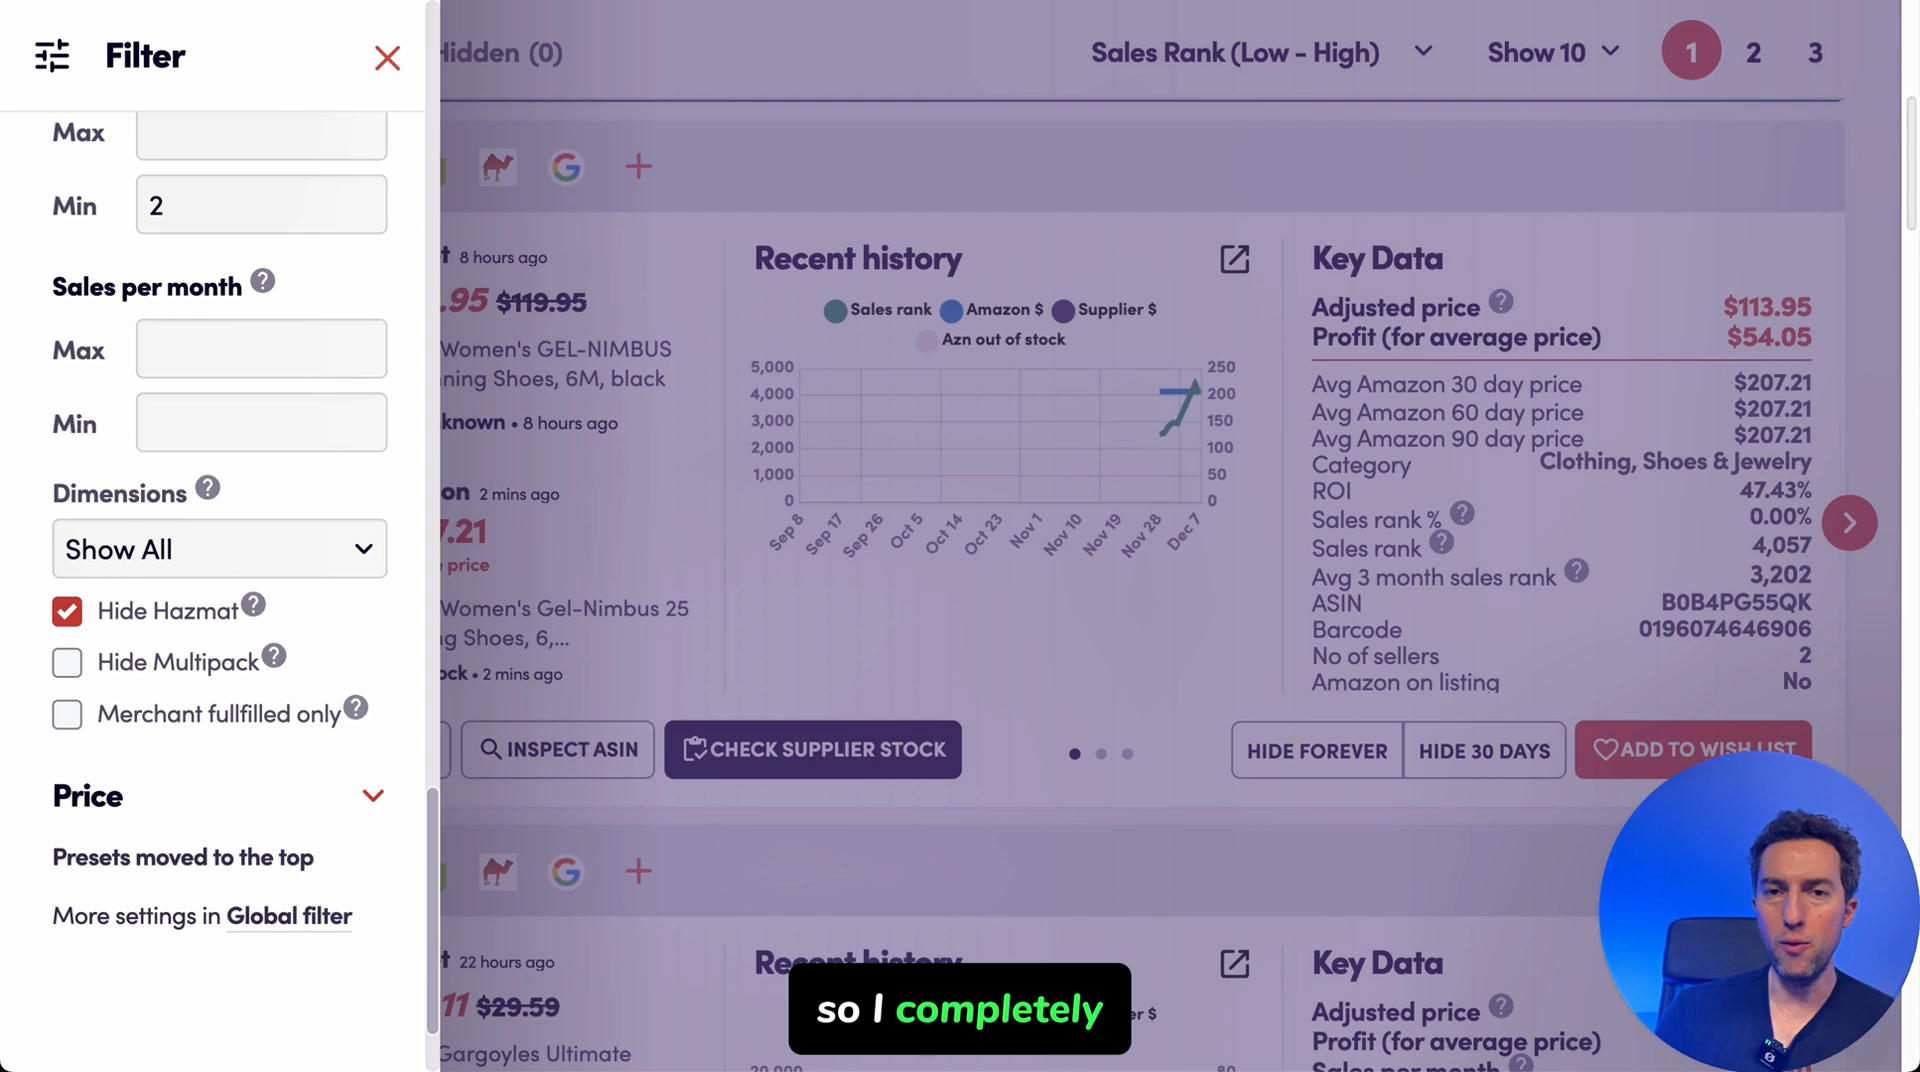 Filter
Hidden (0)
Sales Rank (Low - High)
Show 10
1
2
3
Max
Min
2
Sales per month
Max
Min
Dimensions
Show All
Hide Hazmat
Hide Multipack
Merchant fullfilled only
Price
Presets moved to the top
More settings in Global filter
8 hours ago
.95 $119.95
Women's GEL-NIMBUS
ning Shoes, 6M, black
known • 8 hours ago
on 2 mins ago
7.21
e price
Women's Gel-Nimbus 25
g Shoes, 6,...
ock • 2 mins ago
Recent history
Sales rank
Amazon $
Supplier $
Azn out of stock
5,000
4,000
3,000
2,000
1,000
0
250
200
150
100
50
0
Sep 8
Sep 17
Sep 26
Oct 5
Oct 14
Oct 23
Nov 1
Nov 10
Nov 19
Nov 28
Dec 7
Key Data
Adjusted price $113.95
Profit (for average price) $54.05
Avg Amazon 30 day price $207.21
Avg Amazon 60 day price $207.21
Avg Amazon 90 day price $207.21
Category Clothing, Shoes & Jewelry
ROI 47.43%
Sales rank % 0.00%
Sales rank 4,057
Avg 3 month sales rank 3,202
ASIN B0B4PG55QK
Barcode 0196074646906
No of sellers 2
Amazon on listing No
INSPECT ASIN
CHECK SUPPLIER STOCK
HIDE FOREVER
HIDE 30 DAYS
ADD TO WISH LIST
22 hours ago
11 $29.59
Gargoyles Ultimate
Recent history
er $
20,000
80
Key Data
Adjusted price
Profit (for average price)
Sales per month
so I completely